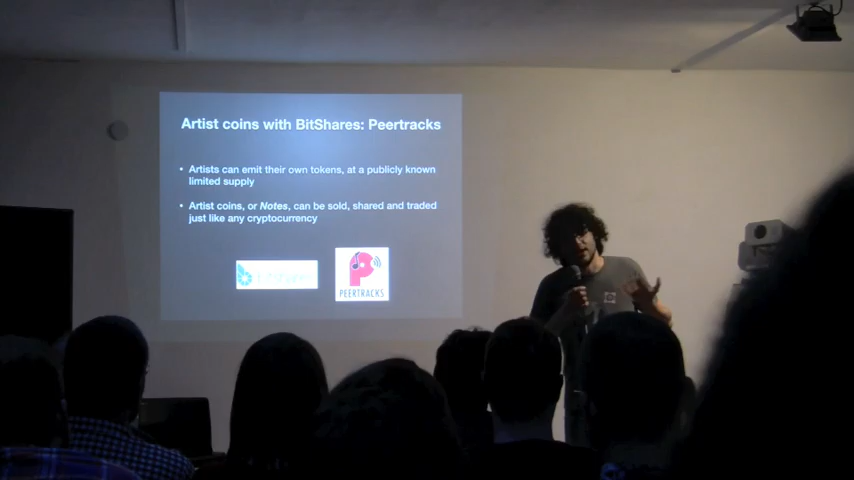 Artist coins with BitShares: Peertracks
• Artists can emit their own tokens, at a publicly known
limited supply
• Artist coins, or Notes, can be sold, shared and traded
just like any cryptocurrency
bitshares
PEERTRACKS